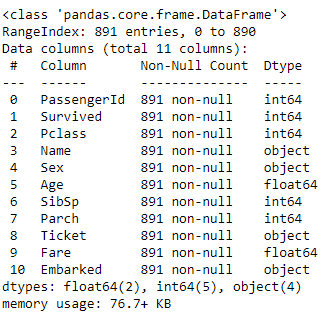 <class 'pandas.core.frame.DataFrame'>
RangeIndex: 891 entries, 0 to 890
Data columns (total 11 columns):
 #   Column       Non-Null Count  Dtype
---  ------       --------------  -----
 0   PassengerId  891 non-null    int64
 1   Survived     891 non-null    int64
 2   Pclass       891 non-null    int64
 3   Name         891 non-null    object
 4   Sex          891 non-null    object
 5   Age          891 non-null    float64
 6   SibSp        891 non-null    int64
 7   Parch        891 non-null    int64
 8   Ticket       891 non-null    object
 9   Fare         891 non-null    float64
 10  Embarked     891 non-null    object
dtypes: float64(2), int64(5), object(4)
memory usage: 76.7+ KB